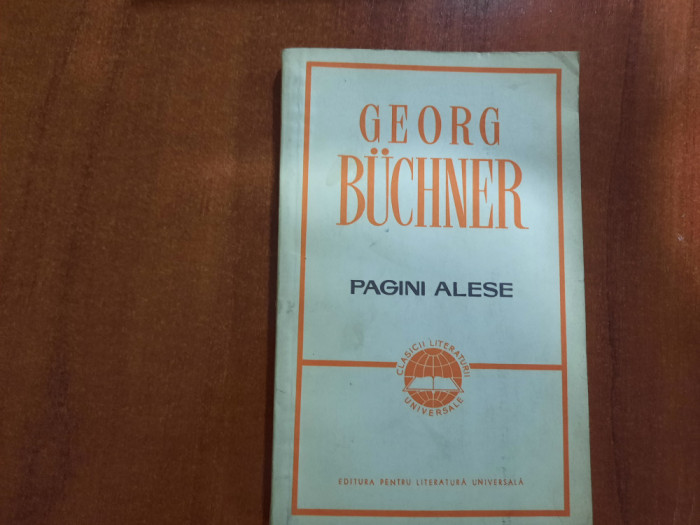 GEORG
BÜCHNER
PAGINI ALESE
CLASICII LITERATURII
UNIVERSALE
EDITURA PENTRU LITERATURĂ UNIVERSALĂ